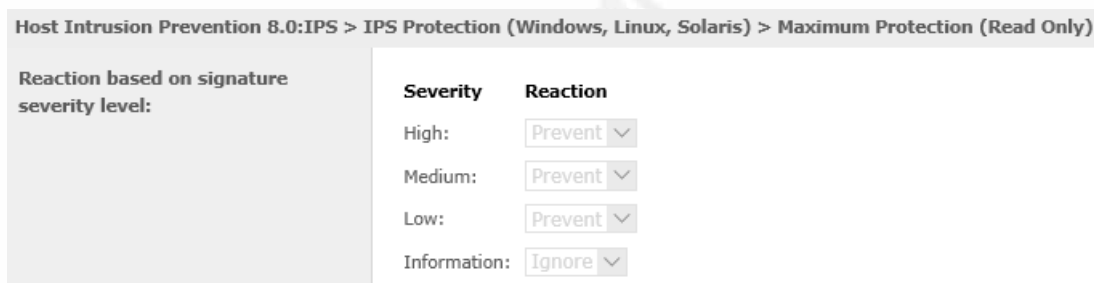 Host Intrusion Prevention 8.0:IPS > IPS Protection (Windows, Linux, Solaris) > Maximum Protection (Read Only)
Reaction based on signature
severity level:
Severity Reaction
High: Prevent
Medium: Prevent
Low: Prevent
Information: Ignore